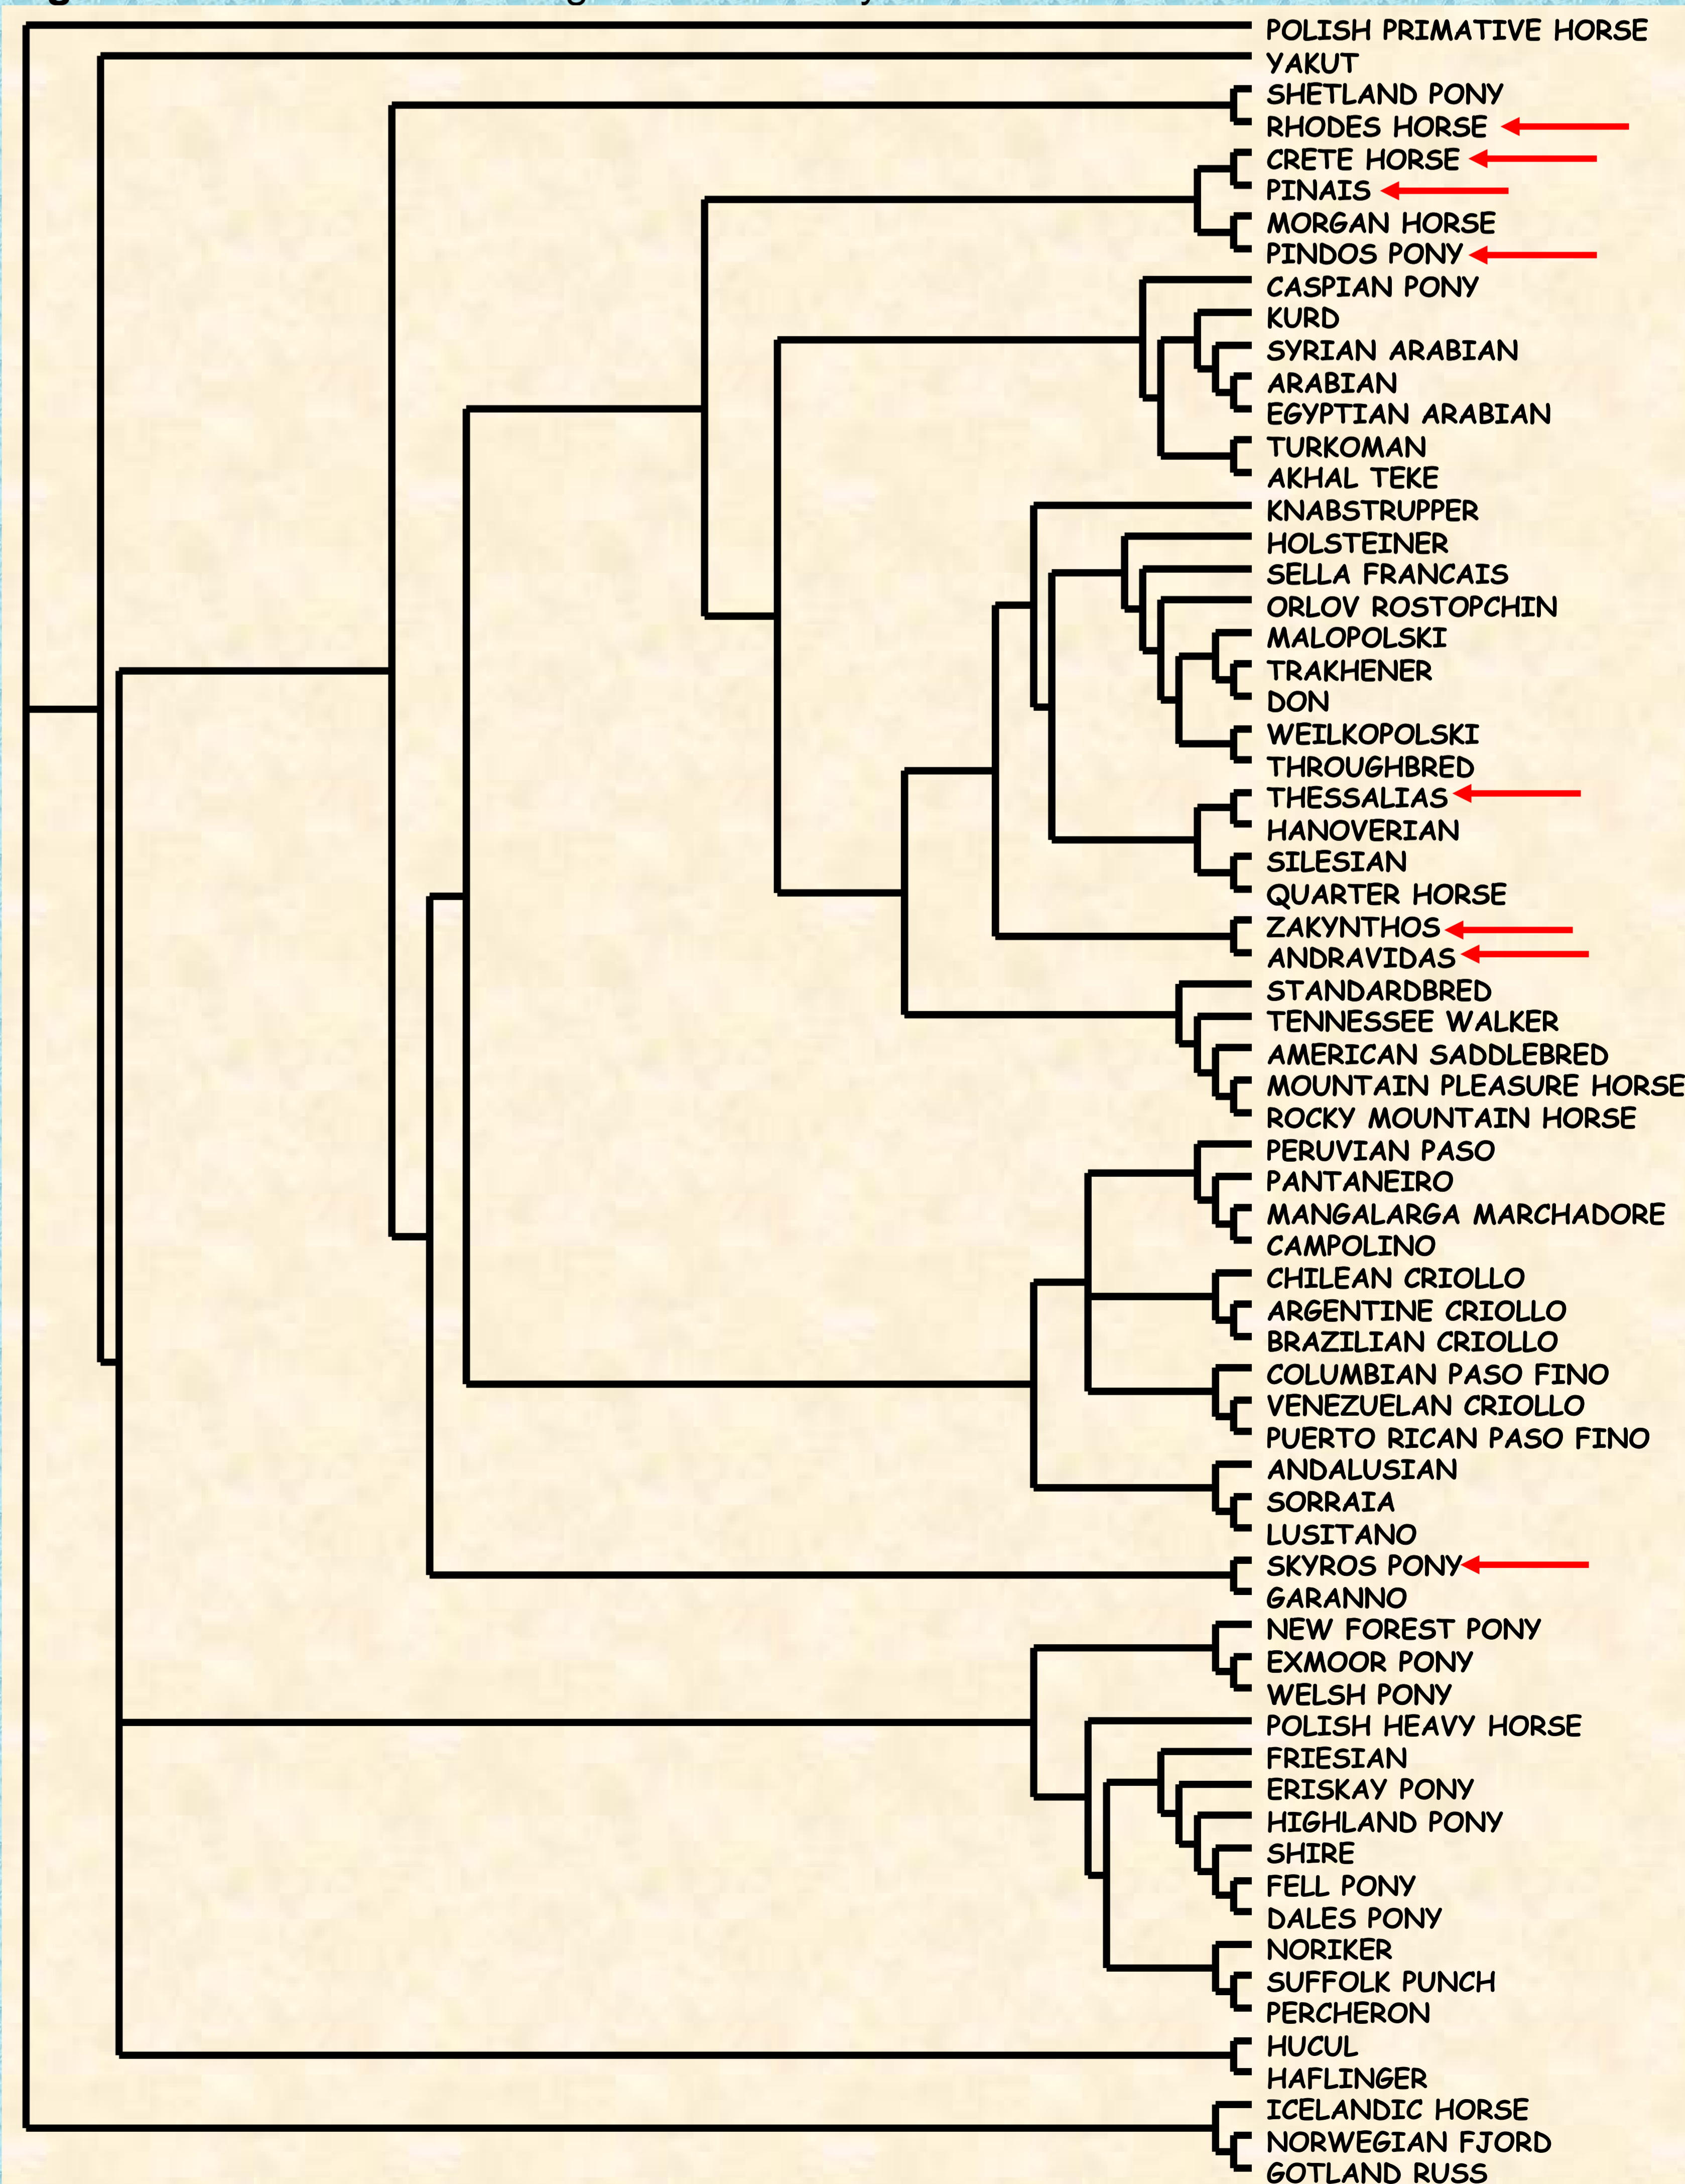 POLISH PRIMATIVE HORSE
YAKUT
SHETLAND PONY
RHODES HORSE
CRETE HORSE
PINAIS
MORGAN HORSE
PINDOS PONY
CASPIAN PONY
KURD
SYRIAN ARABIAN
ARABIAN
EGYPTIAN ARABIAN
TURKOMAN
AKHAL TEKE
KNABSTRUPPER
HOLSTEINER
SELLA FRANCAIS
ORLOV ROSTOPCHIN
MALOPOLSKI
TRAKHENER
DON
WEILKOPOLSKI
THROUGHBRED
THESSALIAS
HANOVERIAN
SILESIAN
QUARTER HORSE
ZAKYNTHOS
ANDRAVIDAS
STANDARDBRED
TENNESSEE WALKER
AMERICAN SADDLEBRED
MOUNTAIN PLEASURE HORSE
ROCKY MOUNTAIN HORSE
PERUVIAN PASO
PANTANEIRO
MANGALARGA MARCHADORE
CAMPOLINO
CHILEAN CRIOLLO
ARGENTINE CRIOLLO
BRAZILIAN CRIOLLO
COLUMBIAN PASO FINO
VENEZUELAN CRIOLLO
PUERTO RICAN PASO FINO
ANDALUSIAN
SORRAIA
LUSITANO
SKYROS PONY
GARANNO
NEW FOREST PONY
EXMOOR PONY
WELSH PONY
POLISH HEAVY HORSE
FRIESIAN
ERISKAY PONY
HIGHLAND PONY
SHIRE
FELL PONY
DALES PONY
NORIKER
SUFFOLK PUNCH
PERCHERON
HUCUL
HAFLINGER
ICELANDIC HORSE
NORWEGIAN FJORD
GOTLAND RUSS